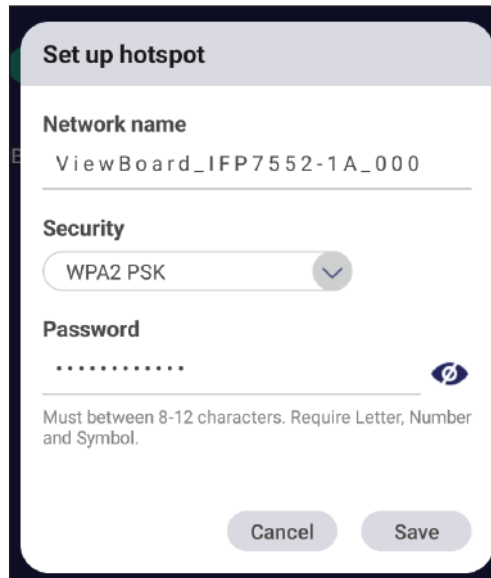 Set up hotspot
Network name
ViewBoard_IFP7552-1A_000
Security
WPA2 PSK
Password
············
Must between 8-12 characters. Require Letter, Number
and Symbol.
Cancel
Save